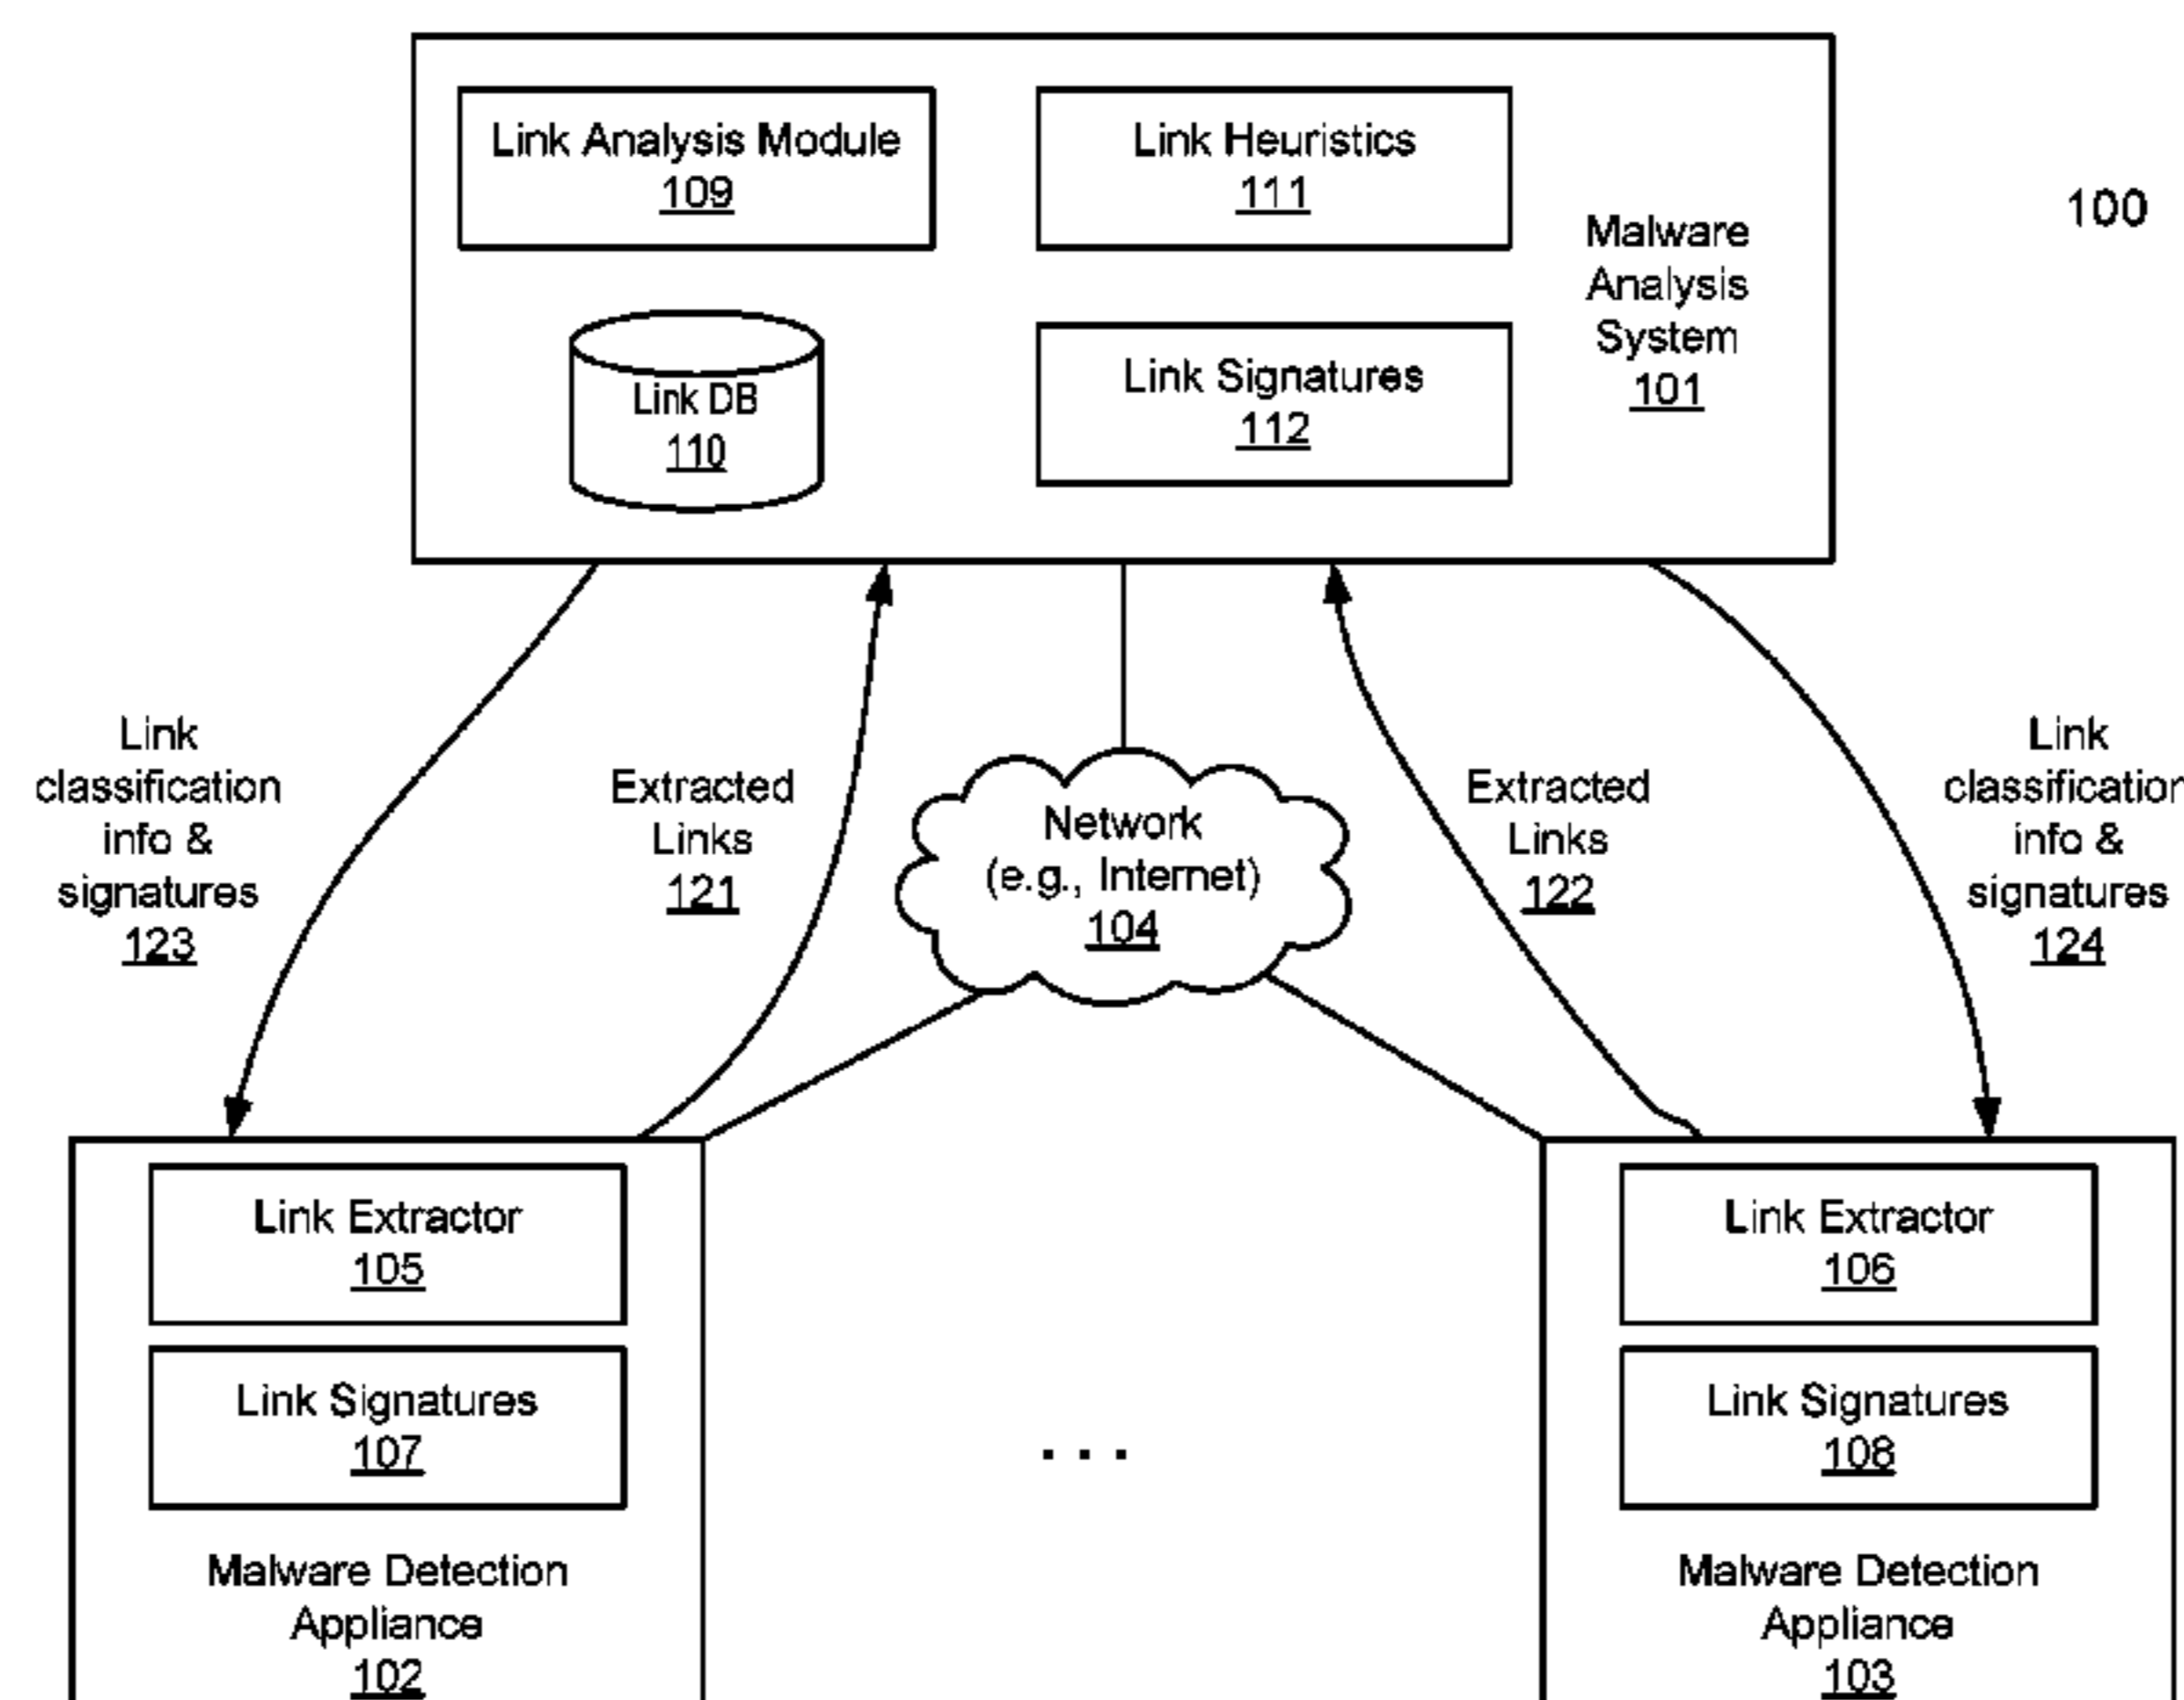 Link Analysis Module
109
Link Heuristics
111
100
Malware
Analysis
System
101
Link DB
110
Link Signatures
112
Link
classification
info &
signatures
123
Extracted
Links
121
Network
(e.g., Internet)
104
Extracted
Links
122
Link
classification
info &
signatures
124
Link Extractor
105
Link Signatures
107
Malware Detection
Appliance
102
. . .
Link Extractor
106
Link Signatures
108
Malware Detection
Appliance
103